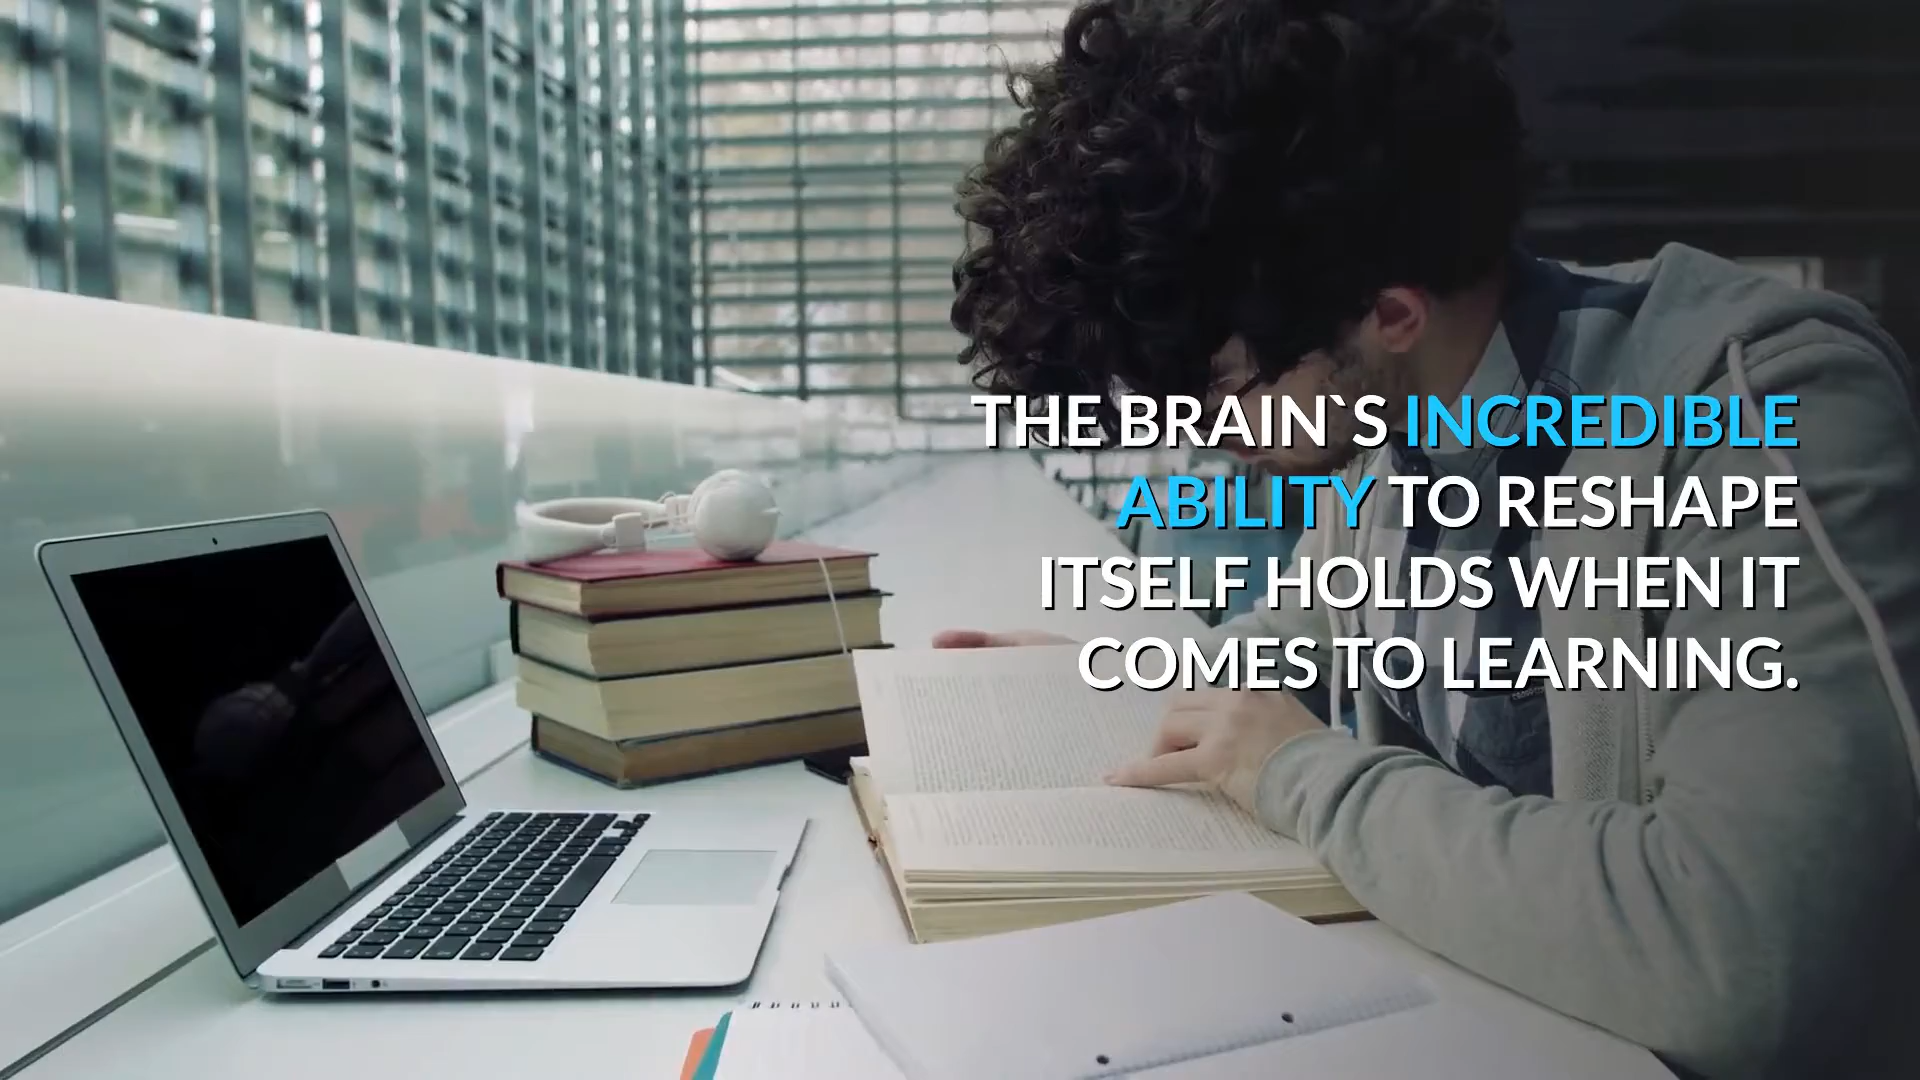 THE BRAIN`S INCREDIBLE
ABILITY TO RESHAPE
ITSELF HOLDS WHEN IT
COMES TO LEARNING.